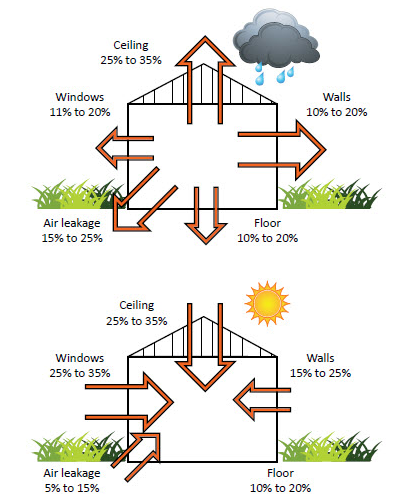 Ceiling
25% to 35%
Windows
11% to 20%
Walls
10% to 20%
Air leakage
15% to 25%
Floor
10% to 20%
Ceiling
25% to 35%
Windows
25% to 35%
Walls
15% to 25%
Air leakage
5% to 15%
Floor
10% to 20%